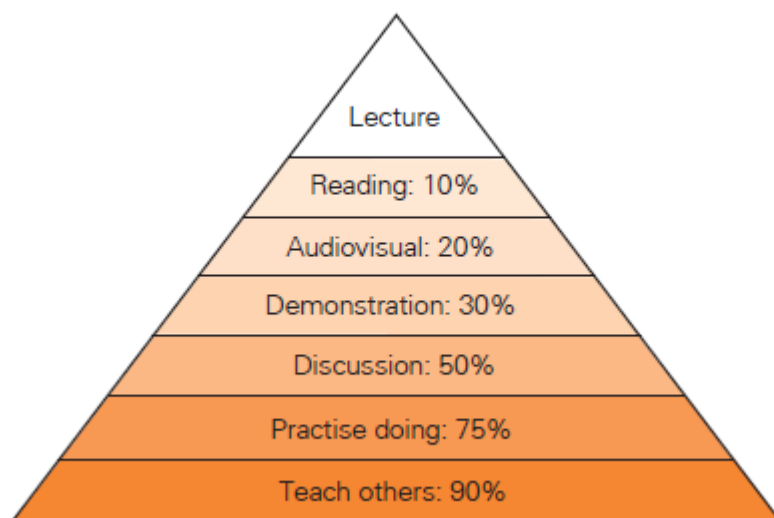 Lecture
Reading: 10%
Audiovisual: 20%
Demonstration: 30%
Discussion: 50%
Practise doing: 75%
Teach others: 90%